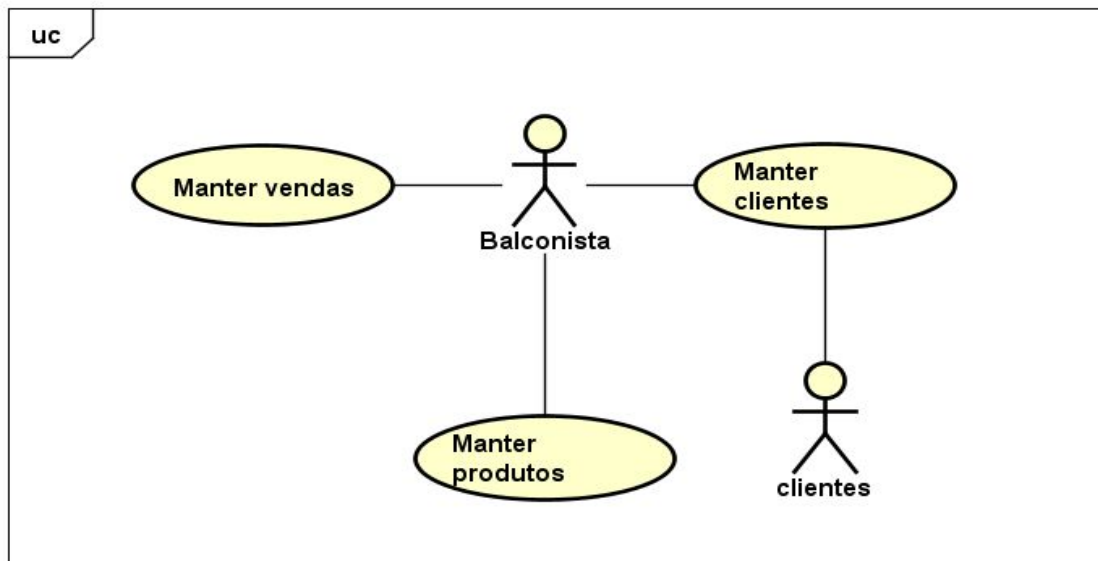 uc
Manter vendas
Balconista
Manter
clientes
Manter
produtos
clientes